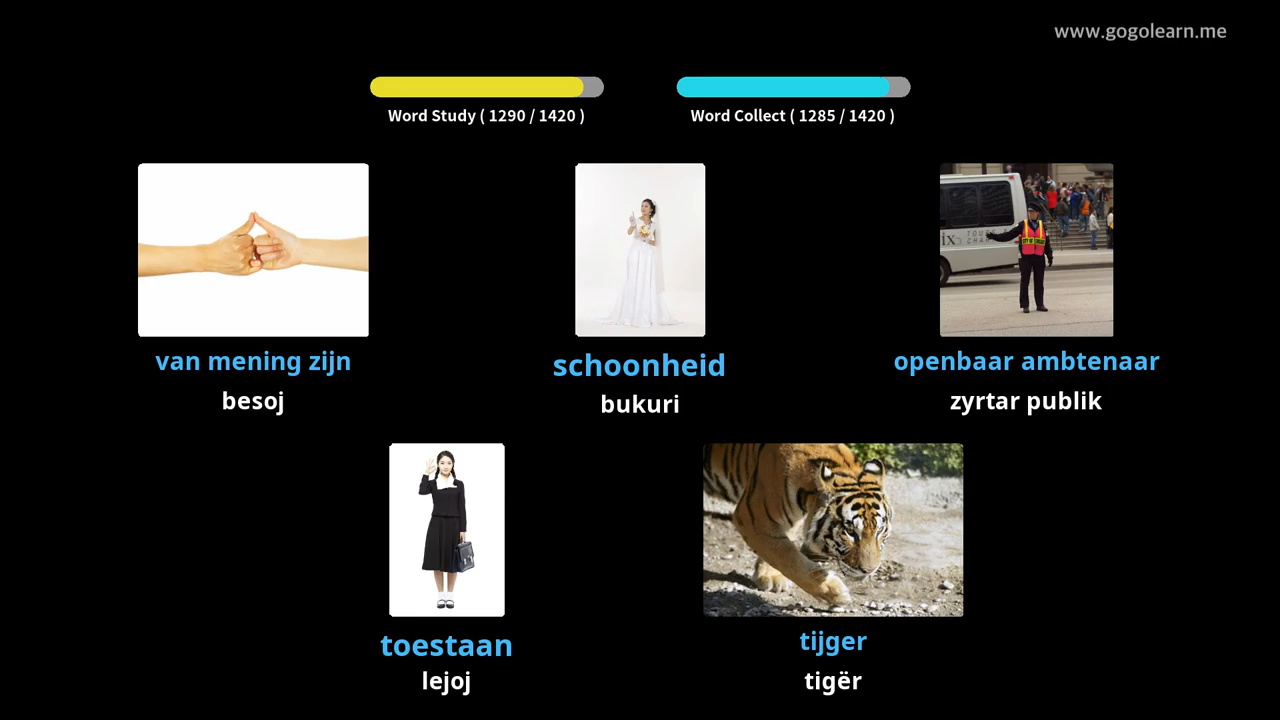 www.gogolearn.me
Word Study ( 1290 / 1420 )
Word Collect ( 1285 / 1420 )
van mening zijn
besoj
schoonheid
bukuri
openbaar ambtenaar
zyrtar publik
toestaan
lejoj
tijger
tigër